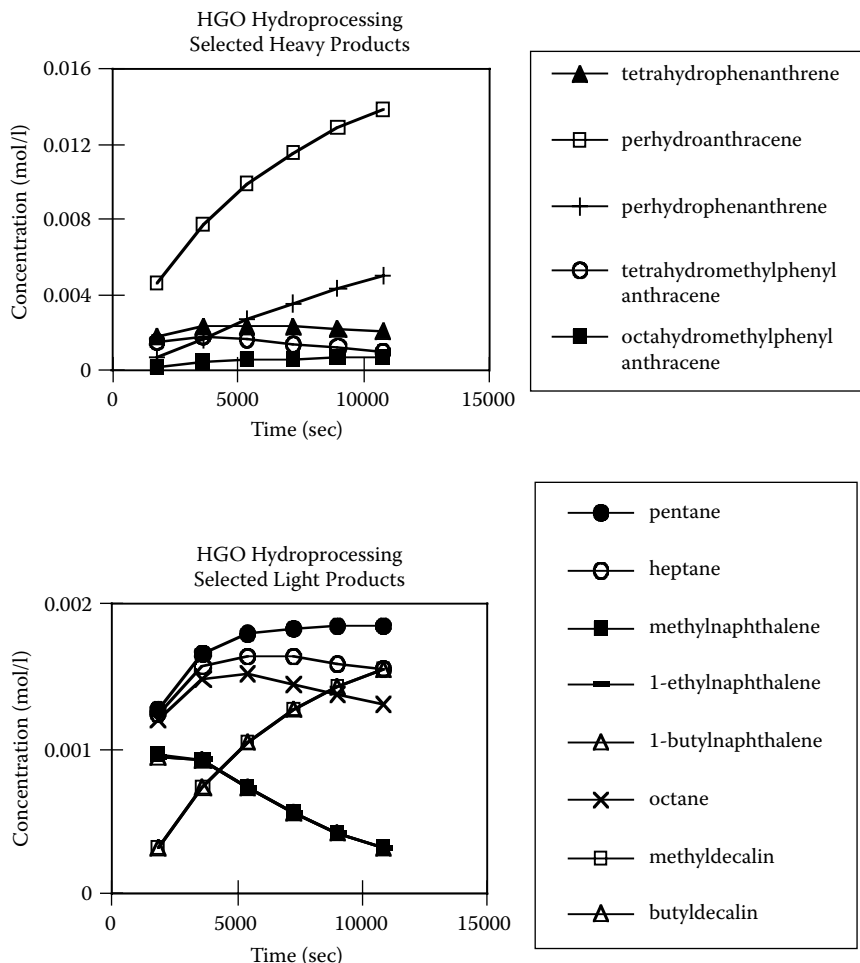 HGO Hydroprocessing
Selected Heavy Products
0.016
0.012
0.008
0.004
0
Concentration (mol/l)
0
5000
10000
15000
Time (sec)
tetrahydrophenanthrene
perhydroanthracene
perhydrophenanthrene
tetrahydromethylphenyl
anthracene
octahydromethylphenyl
anthracene
HGO Hydroprocessing
Selected Light Products
0.002
0.001
0
Concentration (mol/l)
0
5000
10000
15000
Time (sec)
pentane
heptane
methylnaphthalene
1-ethylnaphthalene
1-butylnaphthalene
octane
methyldecalin
butyldecalin